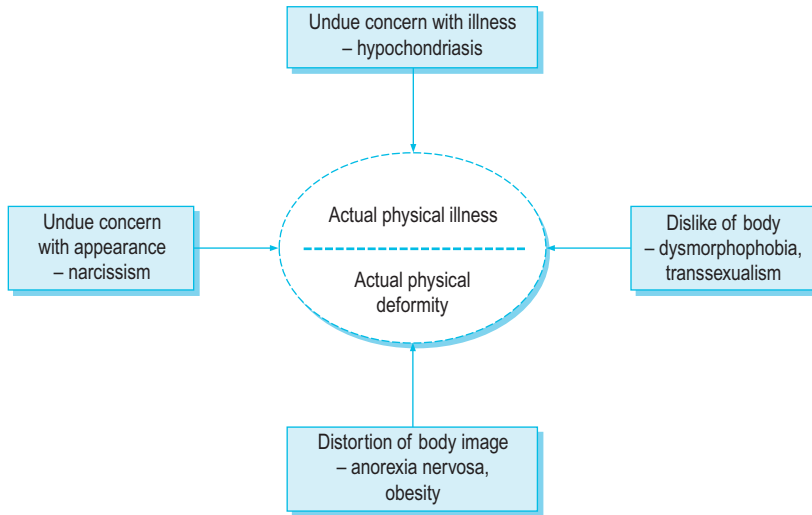 Undue concern with illness
– hypochondriasis
Undue concern
with appearance
– narcissism
Actual physical illness
Actual physical
deformity
Dislike of body
– dysmorphophobia,
transsexualism
Distortion of body image
– anorexia nervosa,
obesity